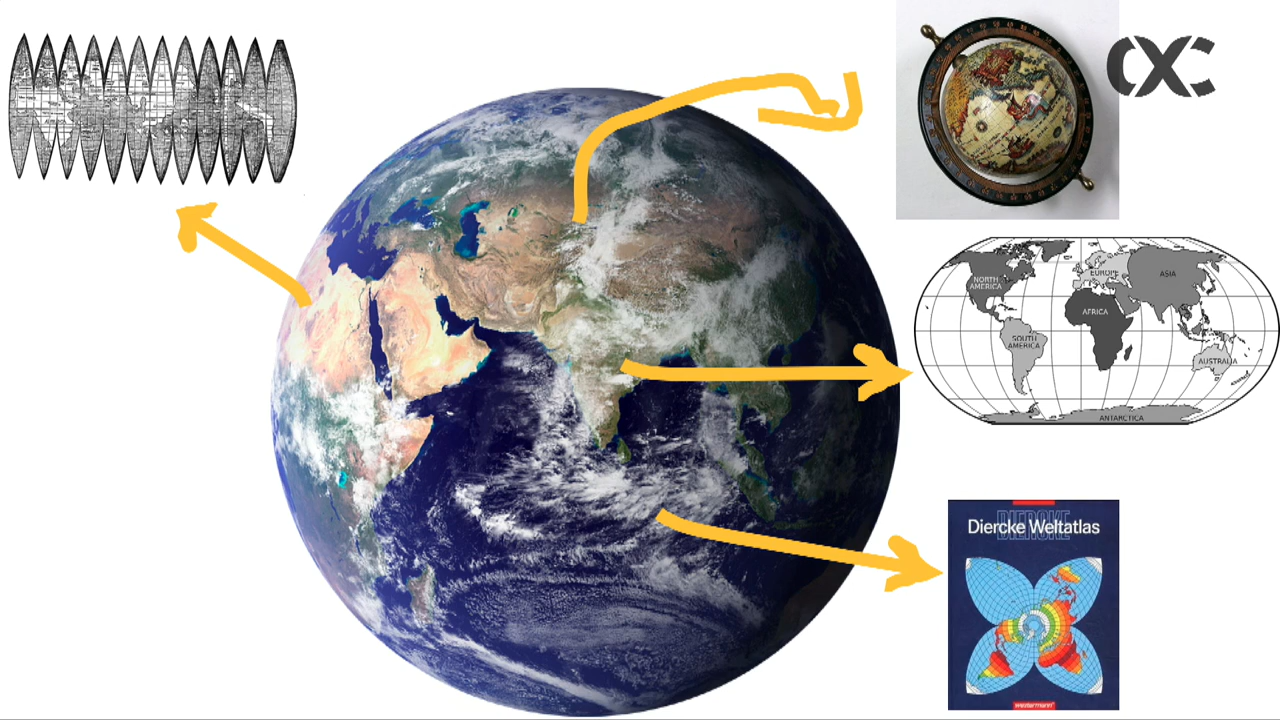 NORTH
AMERICA
EUROPE
ASIA
AFRICA
SOUTH
AMERICA
AUSTRALIA
ANTARCTICA
DIERCKE
Diercke Weltatlas
westermann